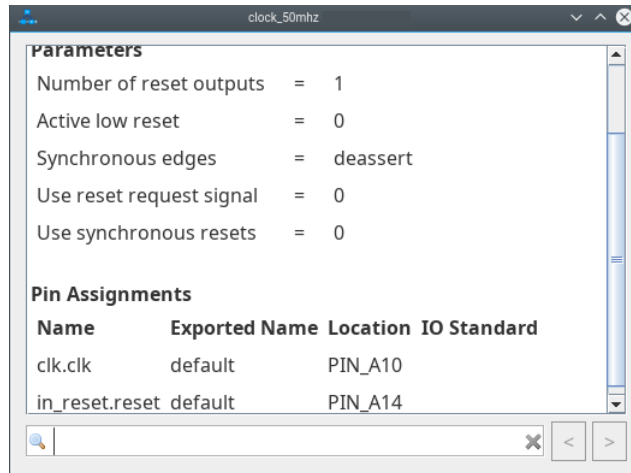 clock_50mhz
Parameters
Number of reset outputs = 1
Active low reset = 0
Synchronous edges = deassert
Use reset request signal = 0
Use synchronous resets = 0
Pin Assignments
Name Exported Name Location IO Standard
clk.clk default PIN_A10
in_reset.reset default PIN_A14
< >